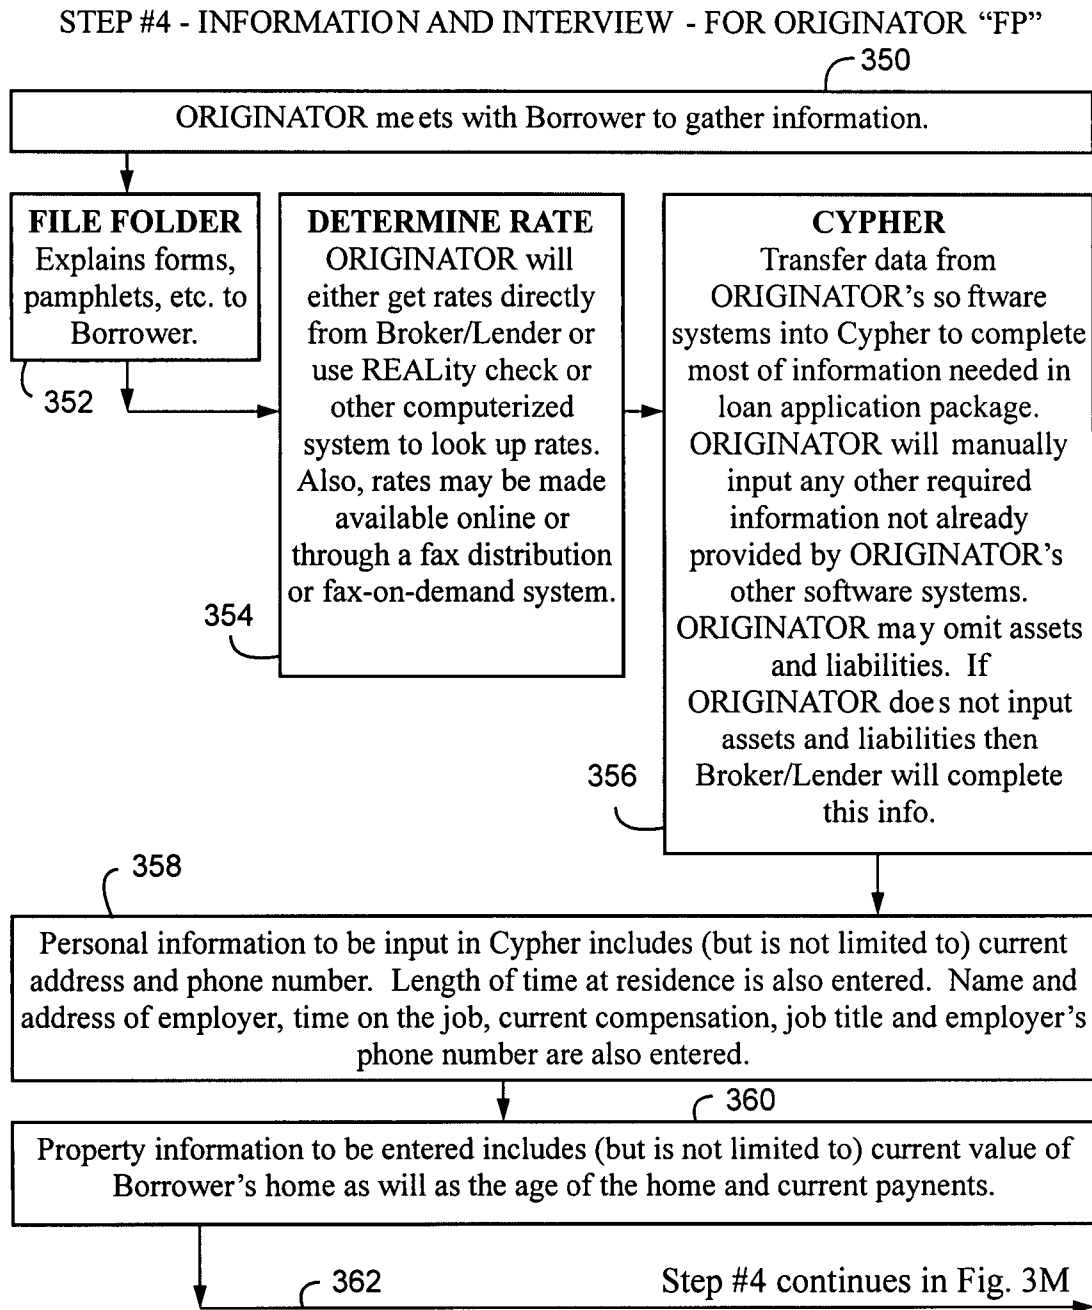 STEP #4 - INFORMATION AND INTERVIEW - FOR ORIGINATOR “FP”
350
ORIGINATOR meets with Borrower to gather information.
FILE FOLDER
Explains forms,
pamphlets, etc. to
Borrower.
352
DETERMINE RATE
ORIGINATOR will
either get rates directly
from Broker/Lender or
use REALity check or
other computerized
system to look up rates.
Also, rates may be made
available online or
through a fax distribution
or fax-on-demand system.
354
CYPHER
Transfer data from
ORIGINATOR’s software
systems into Cypher to complete
most of information needed in
loan application package.
ORIGINATOR will manually
input any other required
information not already
provided by ORIGINATOR’s
other software systems.
ORIGINATOR may omit assets
and liabilities. If
ORIGINATOR does not input
assets and liabilities then
Broker/Lender will complete
this info.
356
358
Personal information to be input in Cypher includes (but is not limited to) current
address and phone number. Length of time at residence is also entered. Name and
address of employer, time on the job, current compensation, job title and employer’s
phone number are also entered.
360
Property information to be entered includes (but is not limited to) current value of
Borrower’s home as will as the age of the home and current paynents.
362
Step #4 continues in Fig. 3M